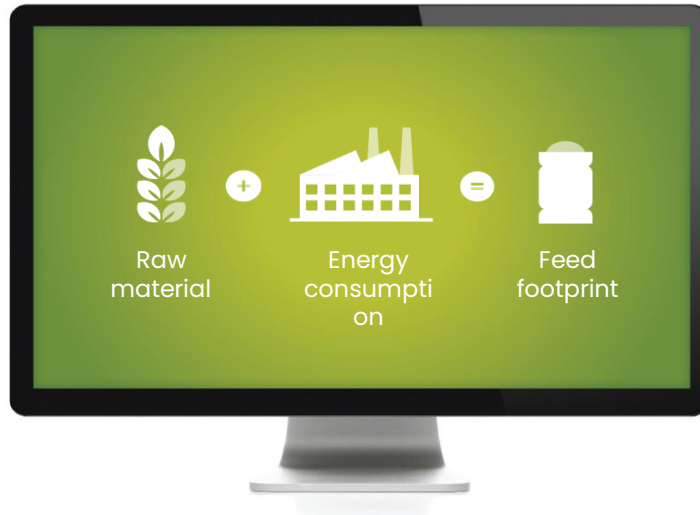 Raw
material
+
Energy
consumpti
on
=
Feed
footprint